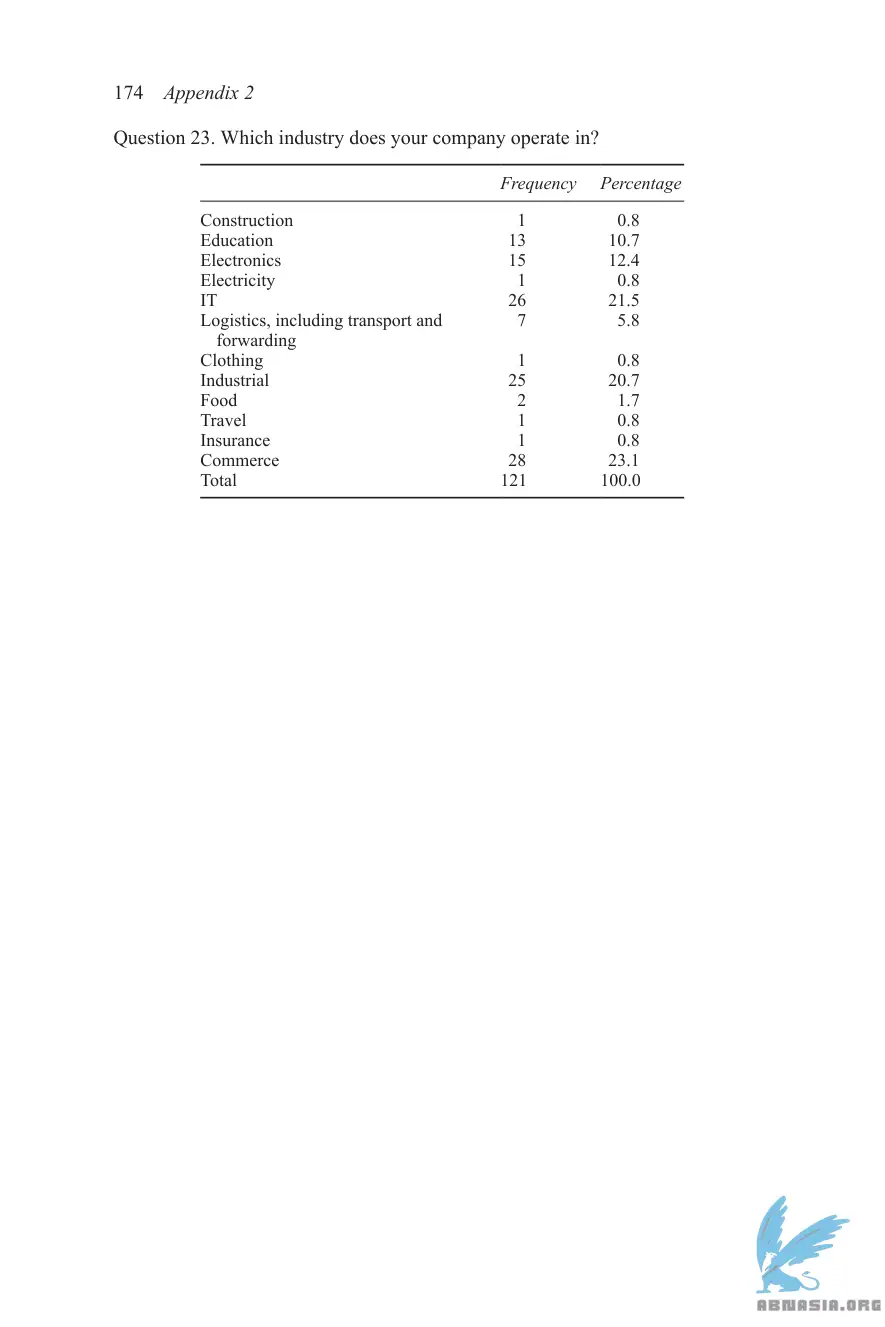 174 Appendix 2
Question 23. Which industry does your company operate in?
Frequency Percentage
Construction 1 0.8
Education 13 10.7
Electronics 15 12.4
Electricity 1 0.8
IT 26 21.5
Logistics, including transport and 7 5.8
forwarding
Clothing 1 0.8
Industrial 25 20.7
Food 2 1.7
Travel 1 0.8
Insurance 1 0.8
Commerce 28 23.1
Total 121 100.0
ABNASIA.ORG